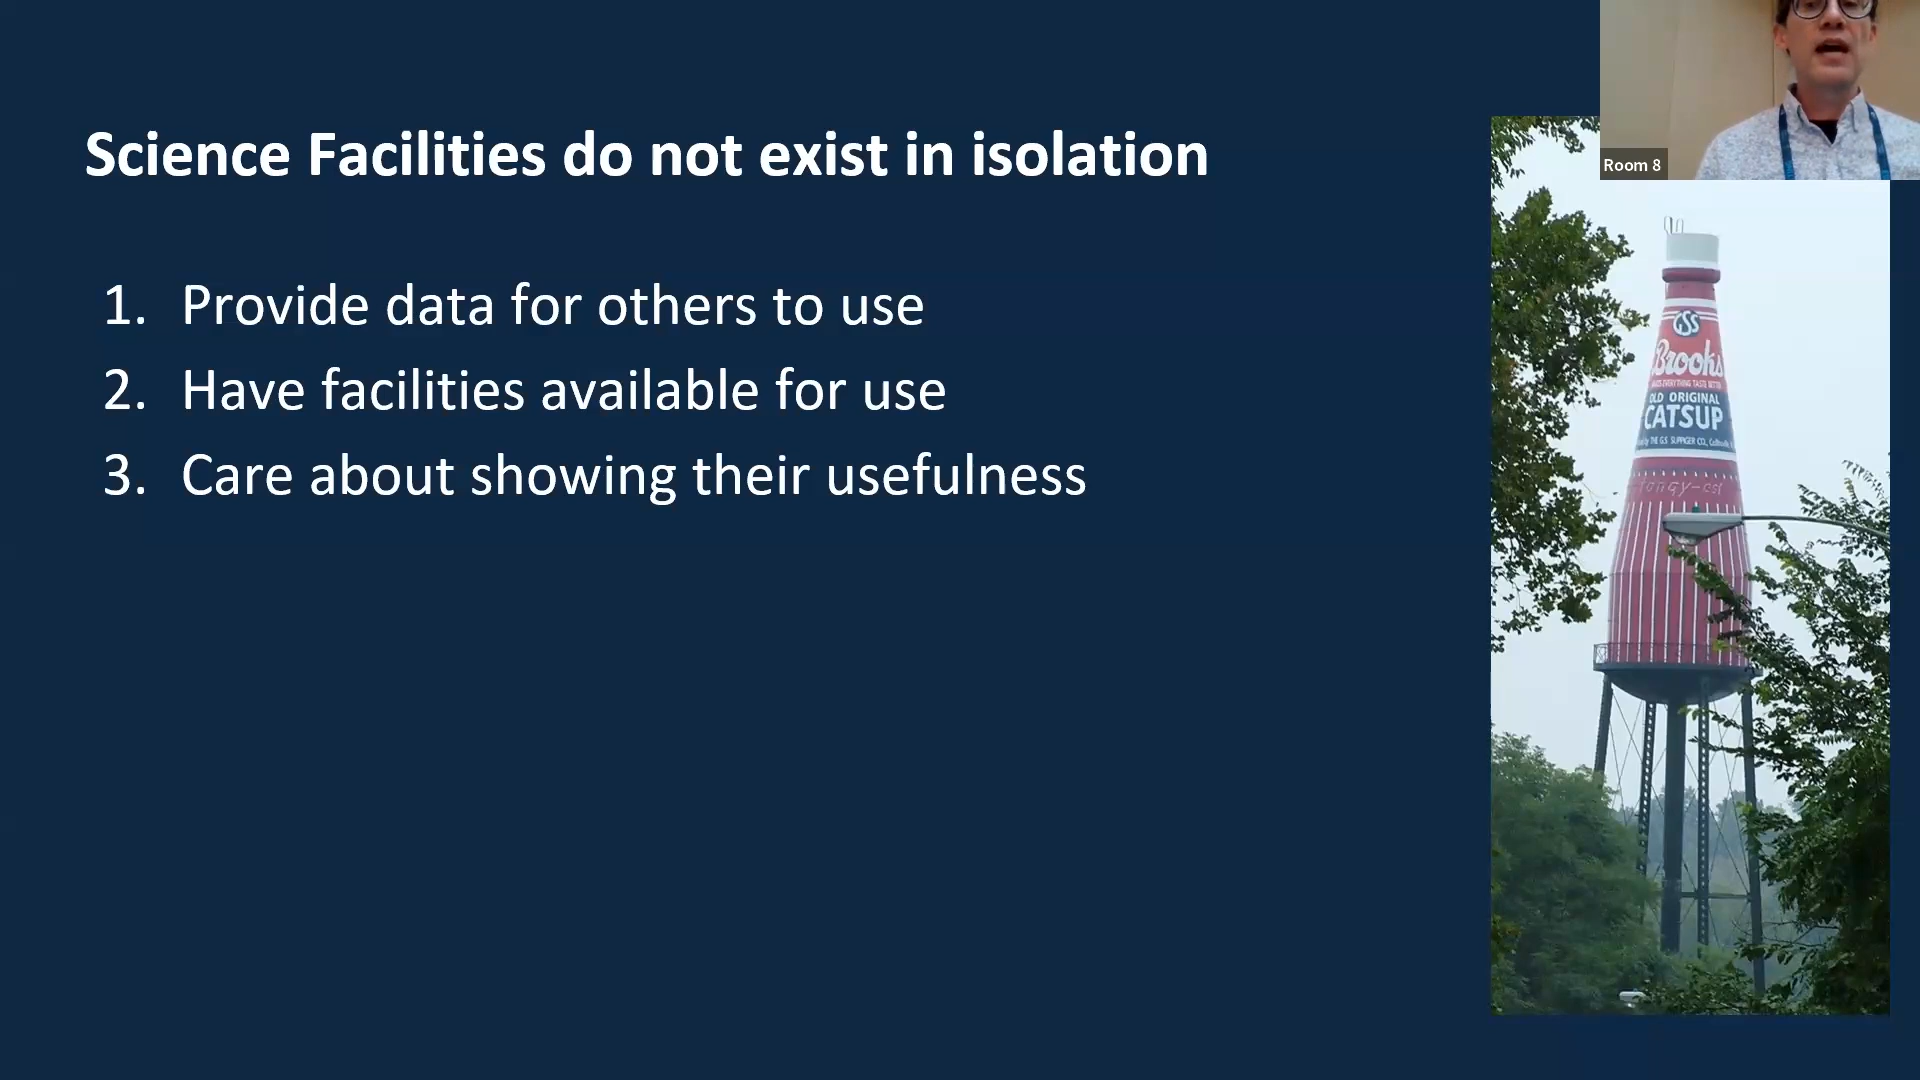 Science Facilities do not exist in isolation
1. Provide data for others to use
2. Have facilities available for use
3. Care about showing their usefulness
Room 8
GSS
Brooks
OLD ORIGINAL
CATSUP